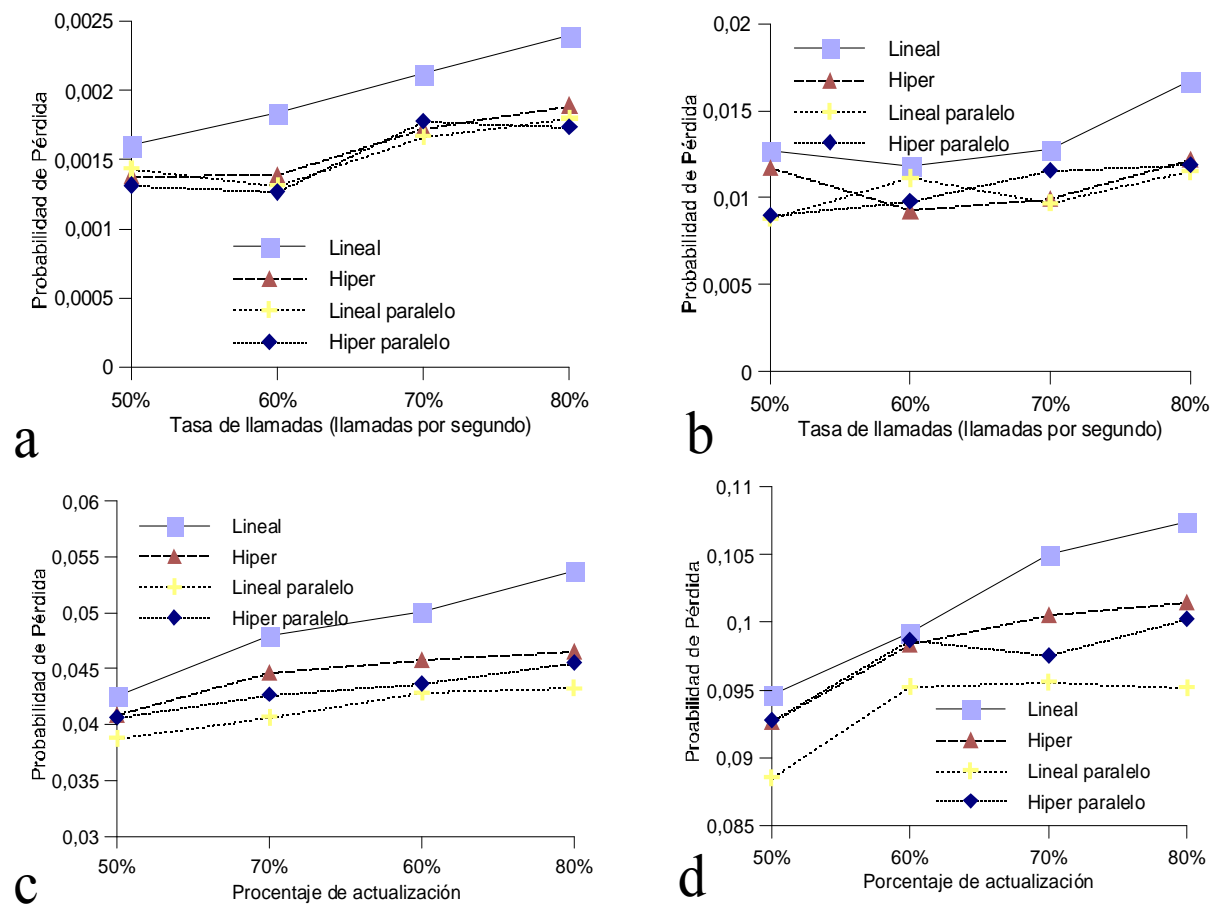 0,0025
0,002
0,0015
0,001
0,0005
0
Probabilidad de Pérdida
Lineal
Hiper
Lineal paralelo
Hiper paralelo
50% 60% 70% 80%
Tasa de llamadas (llamadas por segundo)
a
0,02
0,015
0,01
0,005
0
Probabilidad de Pérdida
Lineal
Hiper
Lineal paralelo
Hiper paralelo
50% 60% 70% 80%
Tasa de llamadas (llamadas por segundo)
b
0,06
0,055
0,05
0,045
0,04
0,035
0,03
Probabilidad de Pérdida
Lineal
Hiper
Lineal paralelo
Hiper paralelo
50% 70% 60% 80%
Procentaje de actualización
c
0,11
0,105
0,1
0,095
0,09
0,085
Proabilidad de Pérdida
Lineal
Hiper
Lineal paralelo
Hiper paralelo
50% 60% 70% 80%
Porcentaje de actualización
d